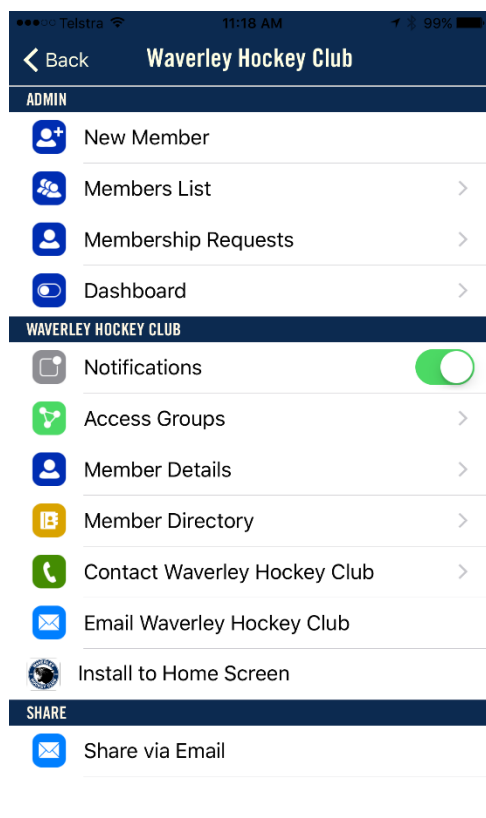 Telstra 11:18 AM 99%
Back Waverley Hockey Club
ADMIN
New Member
Members List
Membership Requests
Dashboard
WAVERLEY HOCKEY CLUB
Notifications
Access Groups
Member Details
Member Directory
Contact Waverley Hockey Club
Email Waverley Hockey Club
Install to Home Screen
SHARE
Share via Email